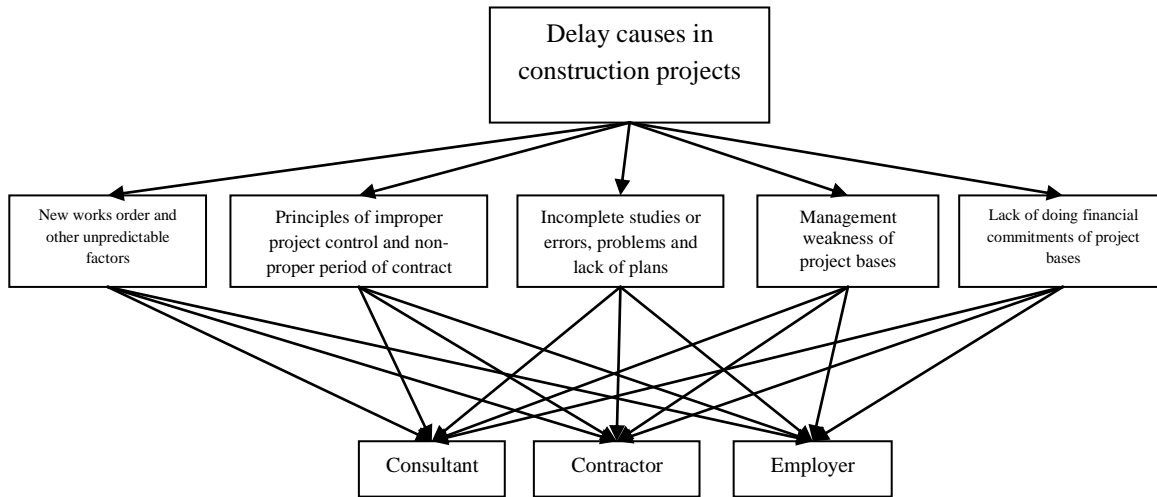 Delay causes in
construction projects
New works order and
other unpredictable
factors
Principles of improper
project control and non-
proper period of contract
Incomplete studies or
errors, problems and
lack of plans
Management
weakness of
project bases
Lack of doing financial
commitments of project
bases
Consultant
Contractor
Employer